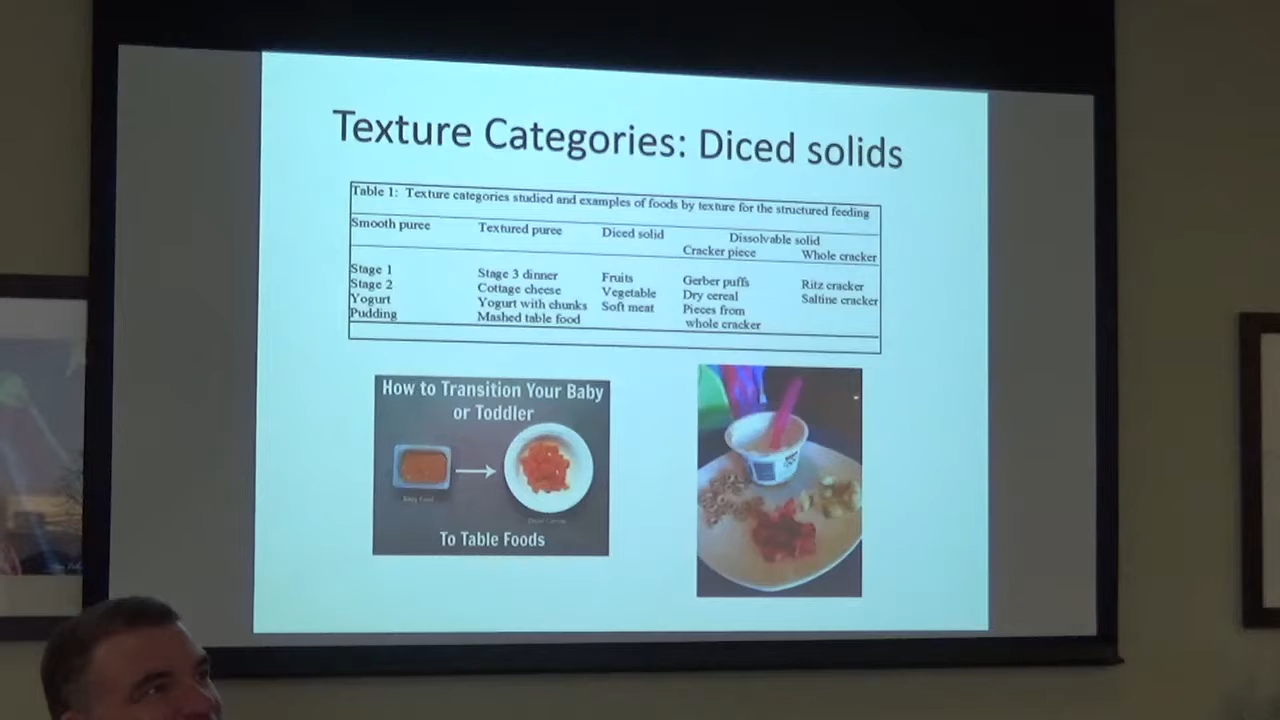 Texture Categories: Diced solids
Table 1: Texture categories studied and examples of foods by texture for the structured feeding
Smooth puree Textured puree Diced solid Dissolvable solid
Cracker piece Whole cracker
Stage 1 Stage 3 dinner Fruits Gerber puffs Ritz cracker
Stage 2 Cottage cheese Vegetable Dry cereal Saltine cracker
Yogurt Yogurt with chunks Soft meat Pieces from
Pudding Mashed table food whole cracker
How to Transition Your Baby
or Toddler
Baby Food
To Table Foods